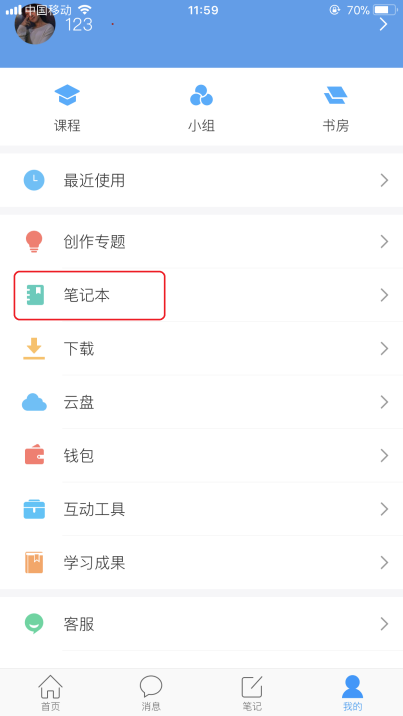 中国移动 11:59 70%
123
课程 小组 书房
最近使用
创作专题
笔记本
下载
云盘
钱包
互动工具
学习成果
客服
首页 消息 笔记 我的